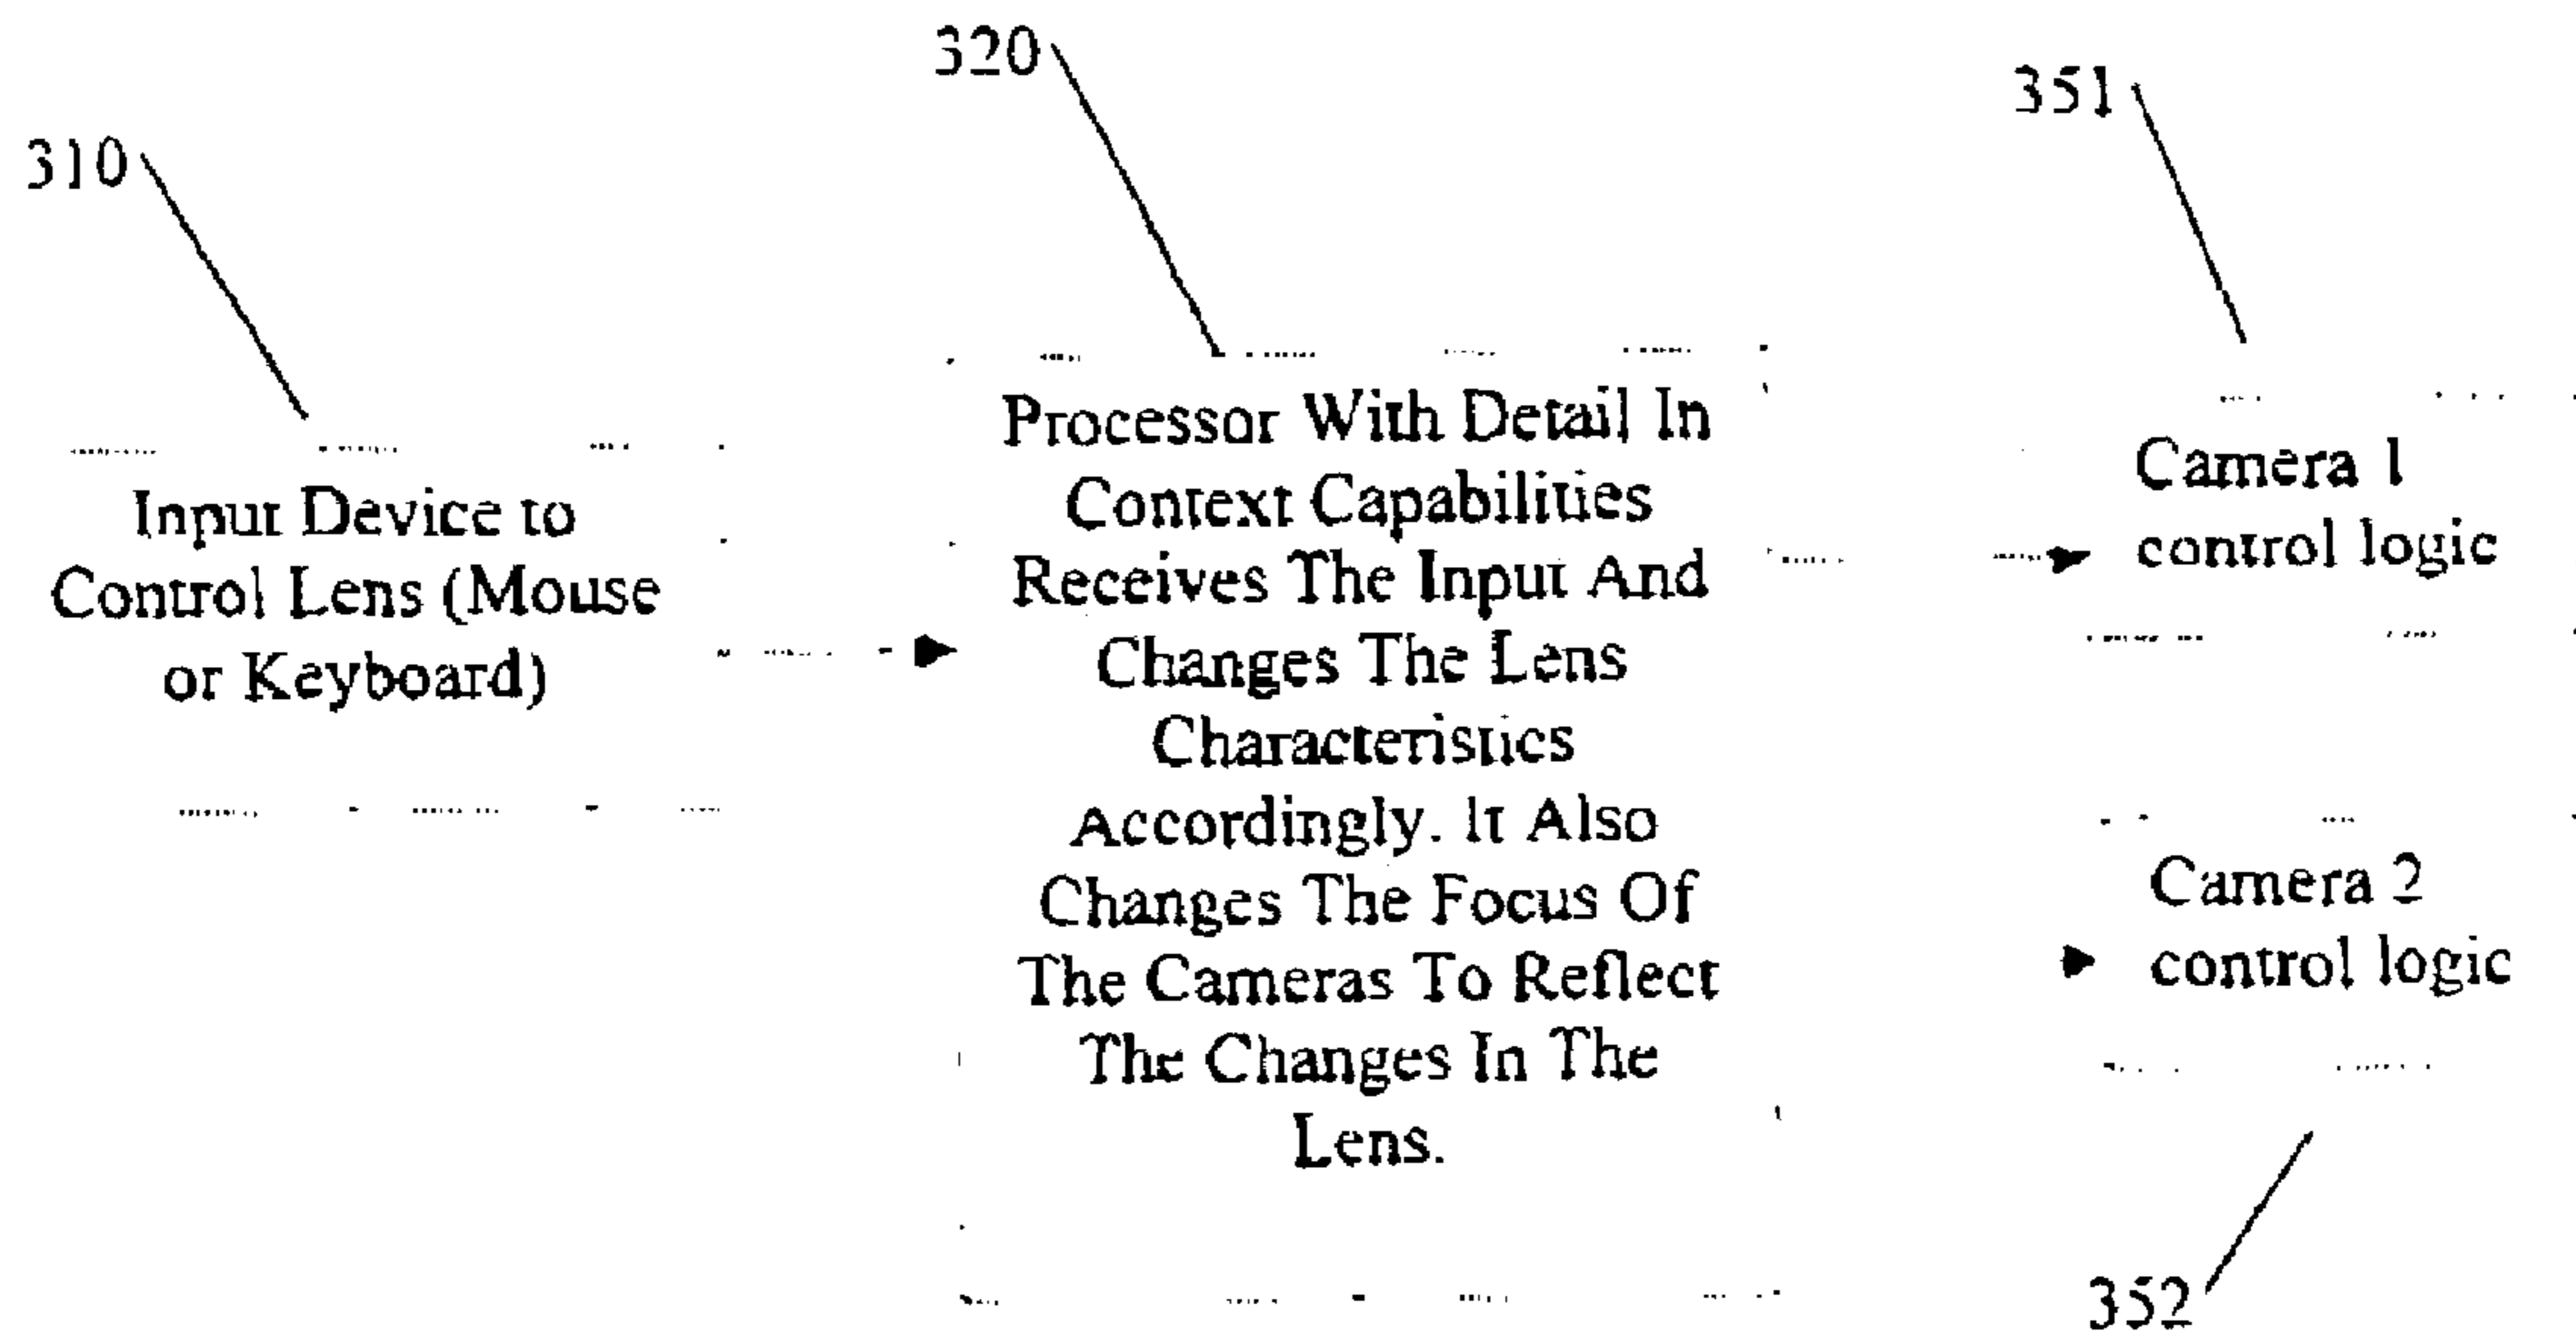 310
Input Device to
Control Lens (Mouse
or Keyboard)
320
Processor With Detail In
Context Capabilities
Receives The Input And
Changes The Lens
Characteristics
Accordingly. It Also
Changes The Focus Of
The Cameras To Reflect
The Changes In The
Lens.
351
Camera 1
control logic
Camera 2
control logic
352